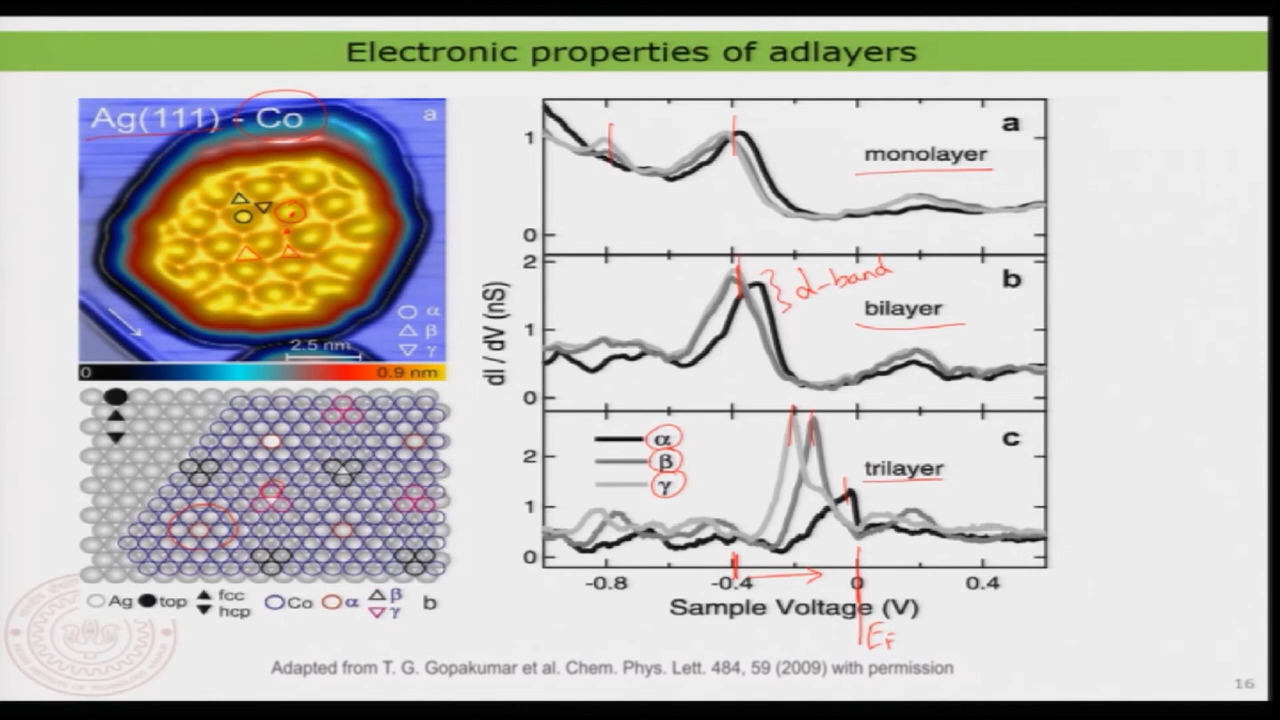 Electronic properties of adlayers
Ag(111) - Co
a
α
β
γ
2.5 nm
0
0.9 nm
Ag
top
fcc
hcp
Co
α
β
γ
b
dI / dV (nS)
1
0
a
monolayer
2
1
0
b
bilayer
d-band
2
1
0
c
trilayer
α
β
γ
-0.8
-0.4
0
0.4
Sample Voltage (V)
EF
Adapted from T. G. Gopakumar et al. Chem. Phys. Lett. 484, 59 (2009) with permission
16